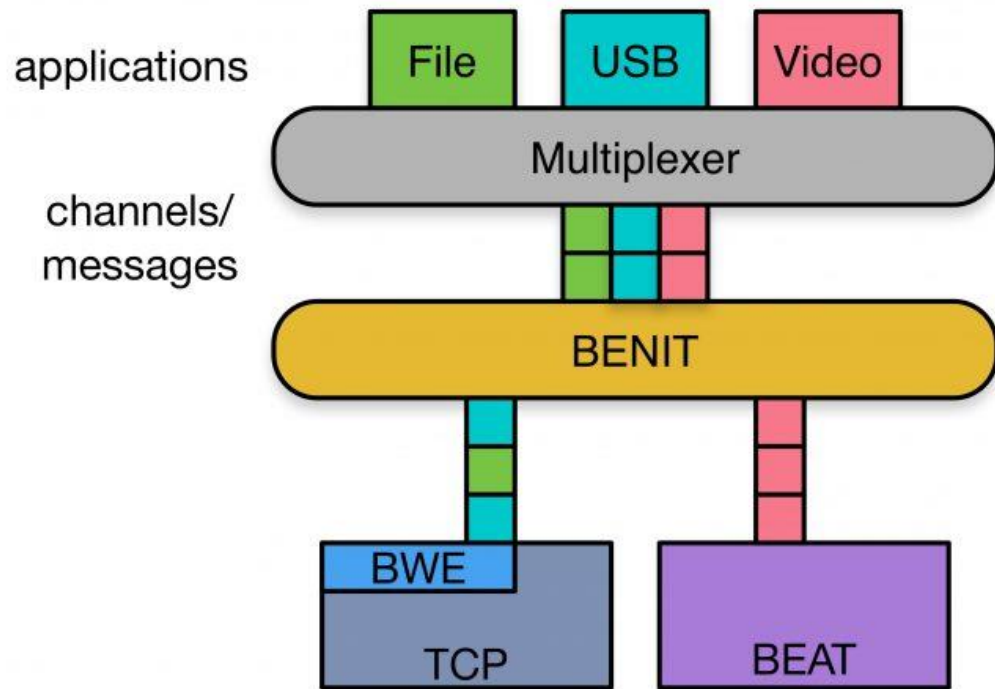 applications
File
USB
Video
Multiplexer
channels/
messages
BENIT
BWE
TCP
BEAT